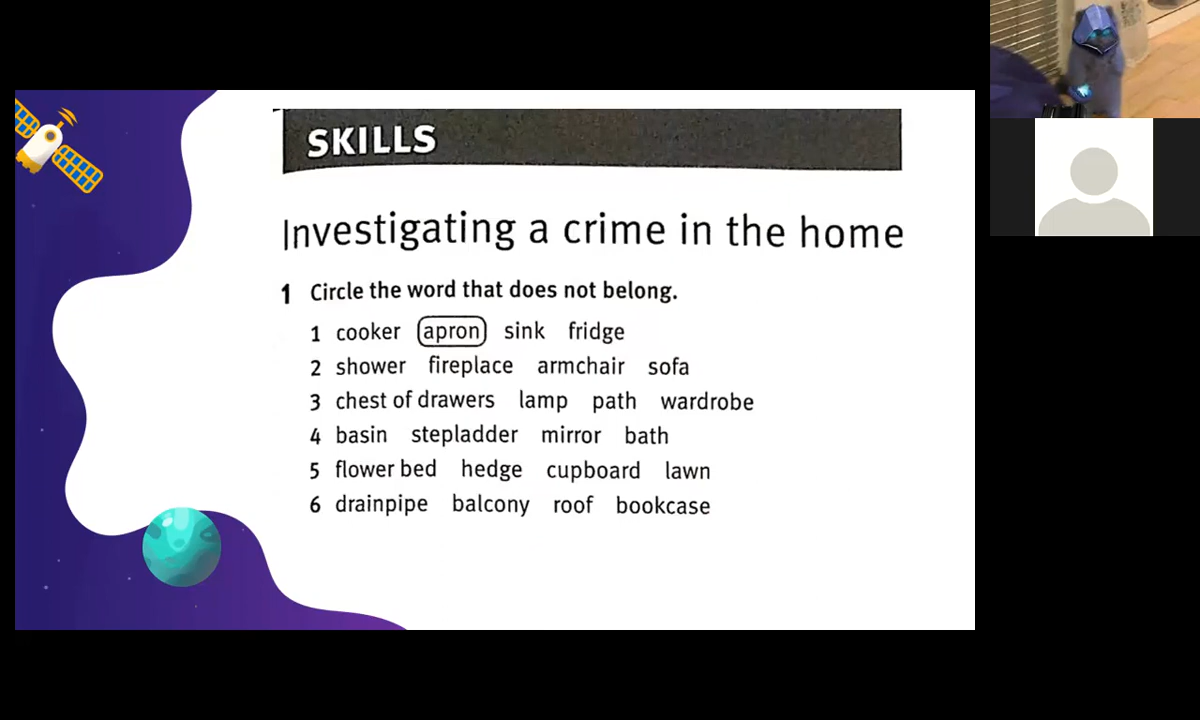 SKILLS
Investigating a crime in the home
1 Circle the word that does not belong.
1 cooker apron sink fridge
2 shower fireplace armchair sofa
3 chest of drawers lamp path wardrobe
4 basin stepladder mirror bath
5 flower bed hedge cupboard lawn
6 drainpipe balcony roof bookcase